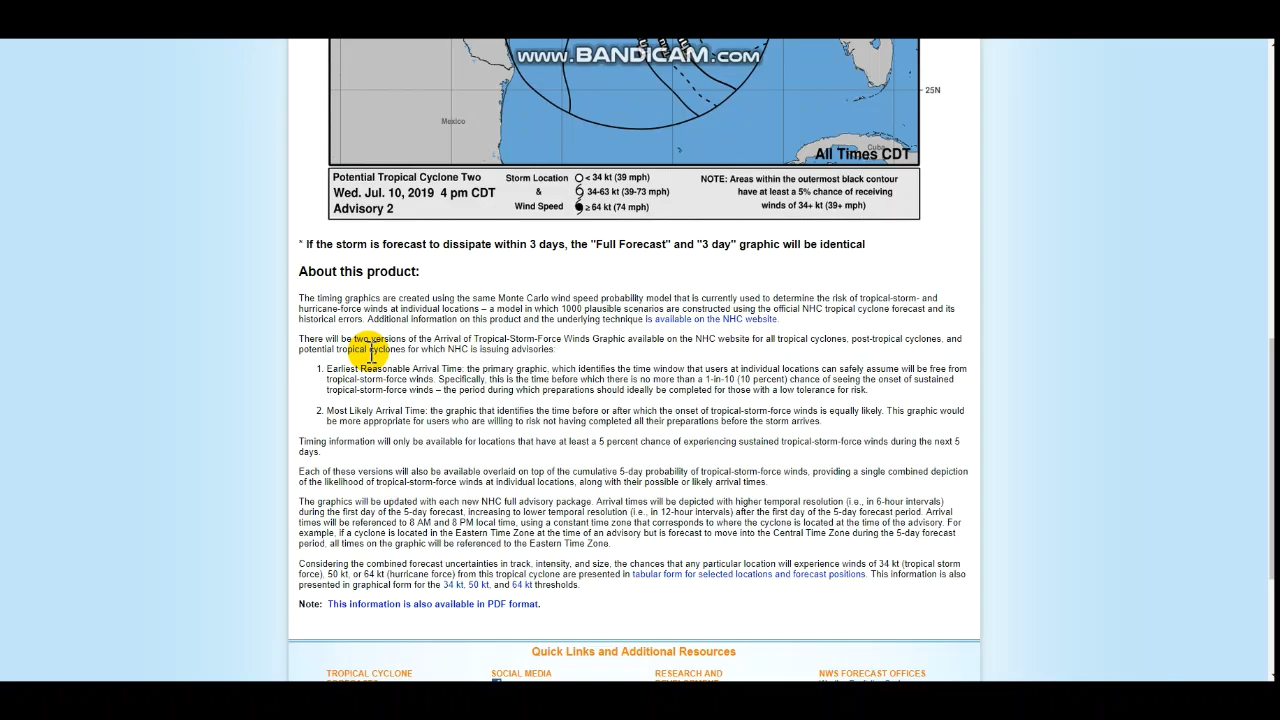 www.BANDICAM.com
25N
Mexico
Cuba
All Times CDT
Potential Tropical Cyclone Two
Wed. Jul. 10, 2019 4 pm CDT
Advisory 2
Storm Location
&
Wind Speed
< 34 kt (39 mph)
34-63 kt (39-73 mph)
≥ 64 kt (74 mph)
NOTE: Areas within the outermost black contour
have at least a 5% chance of receiving
winds of 34+ kt (39+ mph)
* If the storm is forecast to dissipate within 3 days, the "Full Forecast" and "3 day" graphic will be identical
About this product:
The timing graphics are created using the same Monte Carlo wind speed probability model that is currently used to determine the risk of tropical-storm- and
hurricane-force winds at individual locations – a model in which 1000 plausible scenarios are constructed using the official NHC tropical cyclone forecast and its
historical errors. Additional information on this product and the underlying technique is available on the NHC website.
There will be two versions of the Arrival of Tropical-Storm-Force Winds Graphic available on the NHC website for all tropical cyclones, post-tropical cyclones, and
potential tropical cyclones for which NHC is issuing advisories:
1. Earliest Reasonable Arrival Time: the primary graphic, which identifies the time window that users at individual locations can safely assume will be free from
tropical-storm-force winds. Specifically, this is the time before which there is no more than a 1-in-10 (10 percent) chance of seeing the onset of sustained
tropical-storm-force winds – the period during which preparations should ideally be completed for those with a low tolerance for risk.
2. Most Likely Arrival Time: the graphic that identifies the time before or after which the onset of tropical-storm-force winds is equally likely. This graphic would
be more appropriate for users who are willing to risk not having completed all their preparations before the storm arrives.
Timing information will only be available for locations that have at least a 5 percent chance of experiencing sustained tropical-storm-force winds during the next 5
days.
Each of these versions will also be available overlaid on top of the cumulative 5-day probability of tropical-storm-force winds, providing a single combined depiction
of the likelihood of tropical-storm-force winds at individual locations, along with their possible or likely arrival times.
The graphics will be updated with each new NHC full advisory package. Arrival times will be depicted with higher temporal resolution (i.e., in 6-hour intervals)
during the first day of the 5-day forecast, increasing to lower temporal resolution (i.e., in 12-hour intervals) after the first day of the 5-day forecast period. Arrival
times will be referenced to 8 AM and 8 PM local time, using a constant time zone that corresponds to where the cyclone is located at the time of the advisory. For
example, if a cyclone is located in the Eastern Time Zone at the time of an advisory but is forecast to move into the Central Time Zone during the 5-day forecast
period, all times on the graphic will be referenced to the Eastern Time Zone.
Considering the combined forecast uncertainties in track, intensity, and size, the chances that any particular location will experience winds of 34 kt (tropical storm
force), 50 kt, or 64 kt (hurricane force) from this tropical cyclone are presented in tabular form for selected locations and forecast positions. This information is also
presented in graphical form for the 34 kt, 50 kt, and 64 kt thresholds.
Note: This information is also available in PDF format.
Quick Links and Additional Resources
TROPICAL CYCLONE
SOCIAL MEDIA
RESEARCH AND
NWS FORECAST OFFICES